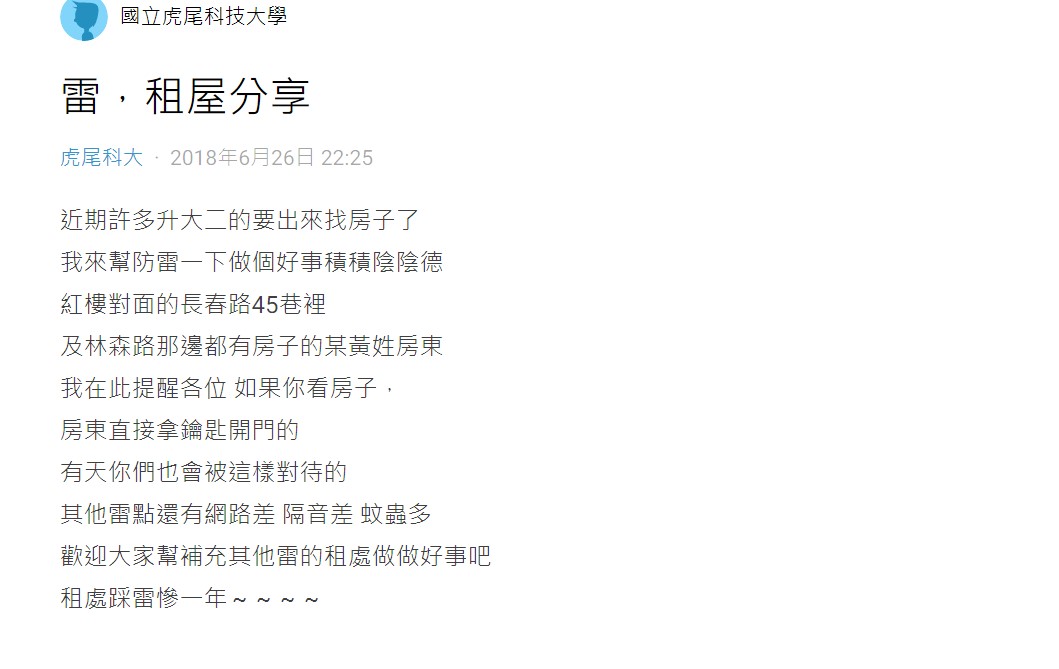 國立虎尾科技大學
雷，租屋分享
虎尾科大 · 2018年6月26日 22:25
近期許多升大二的要出來找房子了
我來幫防雷一下做個好事積積陰陰德
紅樓對面的長春路45巷裡
及林森路那邊都有房子的某黃姓房東
我在此提醒各位 如果你看房子，
房東直接拿鑰匙開門的
有天你們也會被這樣對待的
其他雷點還有網路差 隔音差 蚊蟲多
歡迎大家幫補充其他雷的租處做做好事吧
租處踩雷慘一年~~~~